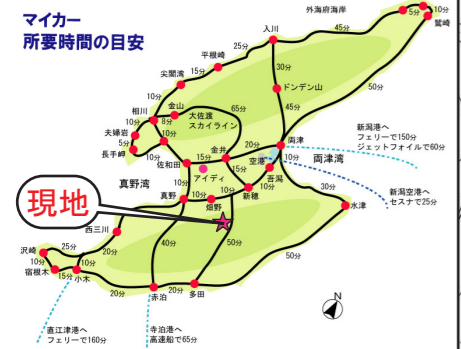 マイカー
所要時間の目安
外海府海岸
5分
10分
鷲崎
45分
入川
25分
平根崎
15分
尖閣湾
10分
30分
ドンデン山
45分
相川
金山
8分
大佐渡
スカイライン
65分
夫婦岩
10分
5分
長手岬
10分
10分
佐和田
15分
金井
20分
両津
新潟港へ
フェリーで150分
ジェットフォイルで60分
真野湾
アイディ
15分
空港
10分
両津湾
吾潟
10分
新穂
10分
真野
10分
畑野
30分
水津
新潟空港へ
セスナで25分
現地
西三川
20分
沢崎
25分
10分
宿根木
15分
小木
10分
40分
50分
50分
20分
赤泊
20分
多田
N
直江津港へ
フェリーで160分
寺泊港へ
高速船で65分